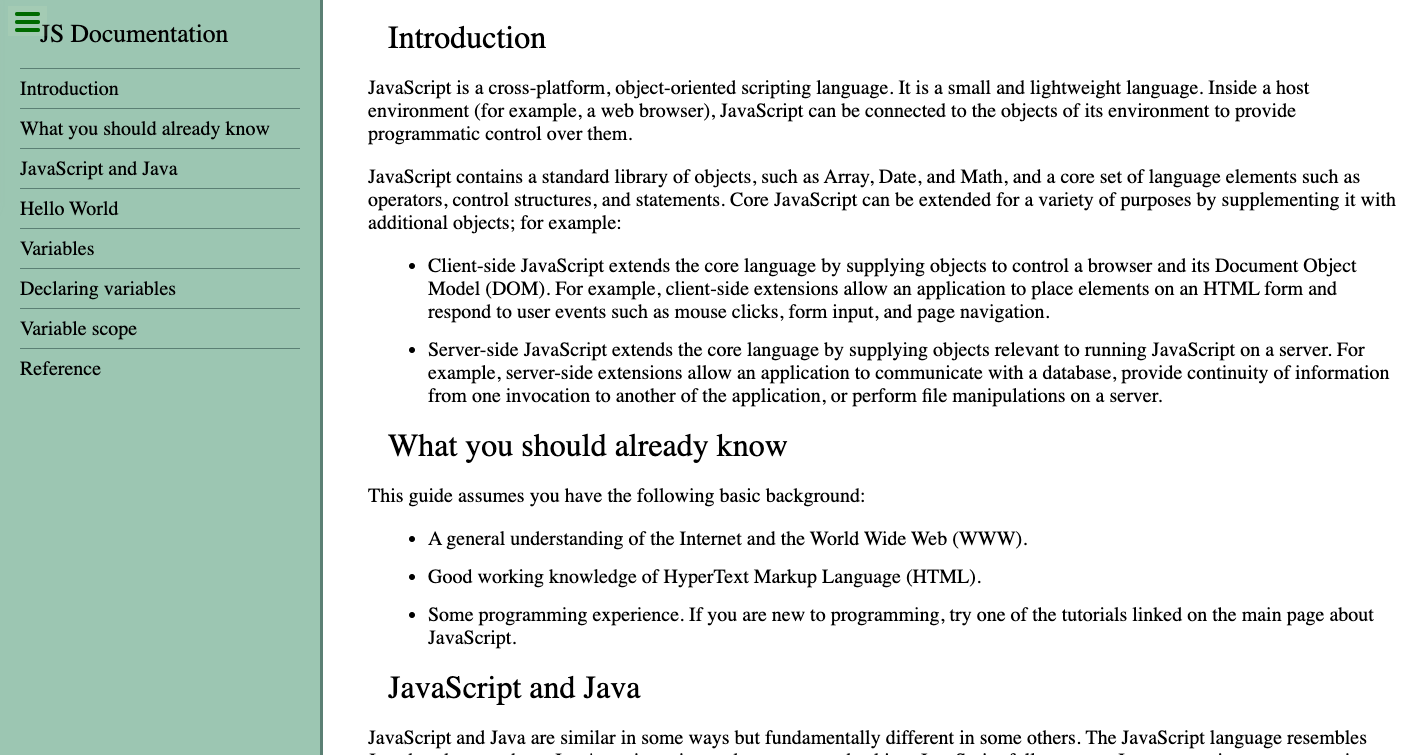 JS Documentation
Introduction
What you should already know
JavaScript and Java
Hello World
Variables
Declaring variables
Variable scope
Reference
Introduction
JavaScript is a cross-platform, object-oriented scripting language. It is a small and lightweight language. Inside a host
environment (for example, a web browser), JavaScript can be connected to the objects of its environment to provide
programmatic control over them.
JavaScript contains a standard library of objects, such as Array, Date, and Math, and a core set of language elements such as
operators, control structures, and statements. Core JavaScript can be extended for a variety of purposes by supplementing it with
additional objects; for example:
• Client-side JavaScript extends the core language by supplying objects to control a browser and its Document Object
Model (DOM). For example, client-side extensions allow an application to place elements on an HTML form and
respond to user events such as mouse clicks, form input, and page navigation.
• Server-side JavaScript extends the core language by supplying objects relevant to running JavaScript on a server. For
example, server-side extensions allow an application to communicate with a database, provide continuity of information
from one invocation to another of the application, or perform file manipulations on a server.
What you should already know
This guide assumes you have the following basic background:
• A general understanding of the Internet and the World Wide Web (WWW).
• Good working knowledge of HyperText Markup Language (HTML).
• Some programming experience. If you are new to programming, try one of the tutorials linked on the main page about
JavaScript.
JavaScript and Java
JavaScript and Java are similar in some ways but fundamentally different in some others. The JavaScript language resembles